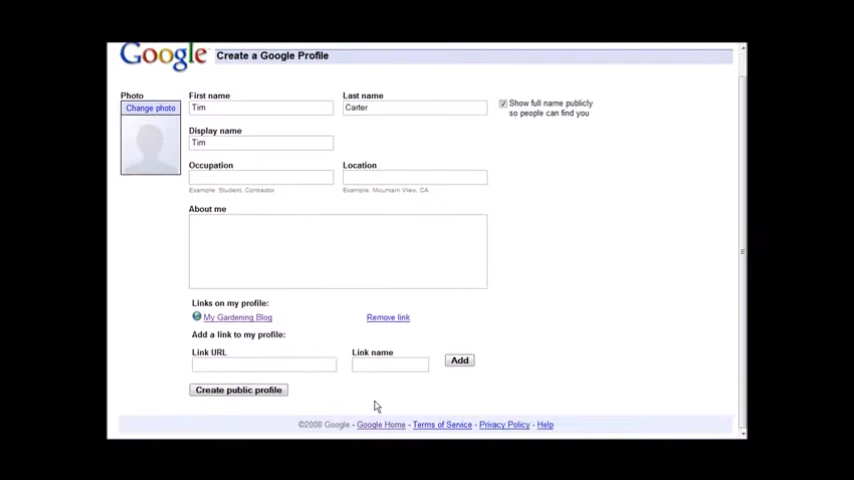 Google Create a Google Profile
Photo
First name
Last name
Change photo
Tim
Carter
Show full name publicly
so people can find you
Display name
Tim
Occupation
Location
Example: Student, Contractor
Example: Mountain View, CA
About me
Links on my profile:
My Gardening Blog Remove link
Add a link to my profile:
Link URL
Link name
Add
Create public profile
©2008 Google - Google Home - Terms of Service - Privacy Policy - Help